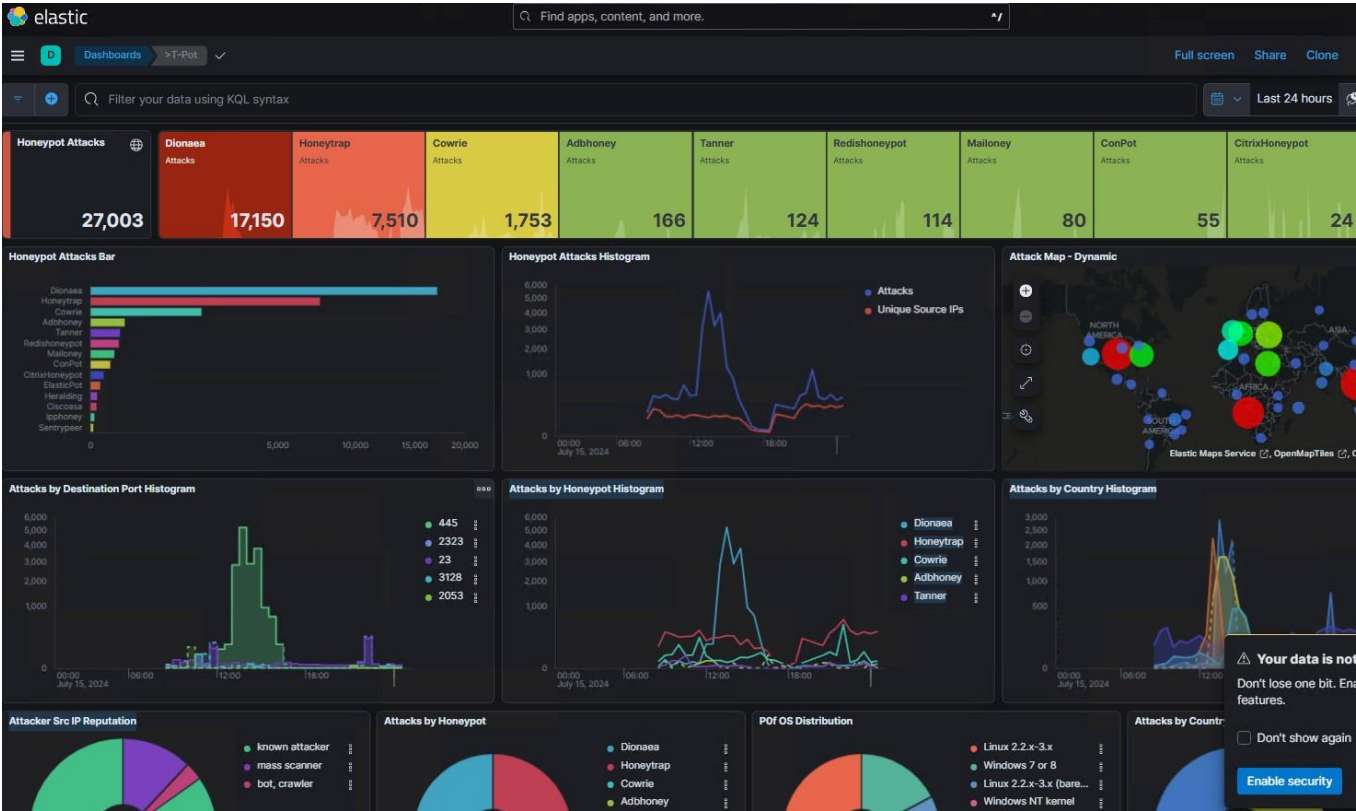 elastic
Find apps, content, and more.
^/
D
Dashboards
>T-Pot
Full screen
Share
Clone
Filter your data using KQL syntax
Last 24 hours
Honeypot Attacks
27,003
Dionaea
Attacks
17,150
Honeytrap
Attacks
7,510
Cowrie
Attacks
1,753
Adbhoney
Attacks
166
Tanner
Attacks
124
Redishoneypot
Attacks
114
Mailoney
Attacks
80
ConPot
Attacks
55
CitrixHoneypot
Attacks
24
Honeypot Attacks Bar
Dionaea
Honeytrap
Cowrie
Adbhoney
Tanner
Redishoneypot
Mailoney
ConPot
CitrixHoneypot
ElasticPot
Heralding
Ciscoasa
Ipphoney
Sentrypeer
0
5,000
10,000
15,000
20,000
Honeypot Attacks Histogram
6,000
5,000
4,000
3,000
2,000
1,000
0
00:00
July 15, 2024
06:00
12:00
18:00
Attacks
Unique Source IPs
Attack Map - Dynamic
NORTH
AMERICA
ASIA
AFRICA
SOUTH
AMERICA
Elastic Maps Service, OpenMapTiles
Attacks by Destination Port Histogram
6,000
5,000
4,000
3,000
2,000
1,000
0
00:00
July 15, 2024
06:00
12:00
18:00
445
2323
23
3128
2053
Attacks by Honeypot Histogram
6,000
5,000
4,000
3,000
2,000
1,000
0
00:00
July 15, 2024
06:00
12:00
18:00
Dionaea
Honeytrap
Cowrie
Adbhoney
Tanner
Attacks by Country Histogram
3,000
2,500
2,000
1,500
1,000
500
0
00:00
July 15, 2024
06:00
12:00
Your data is not
Don't lose one bit. Ena
features.
Don't show again
Enable security
Attacker Src IP Reputation
known attacker
mass scanner
bot, crawler
Attacks by Honeypot
Dionaea
Honeytrap
Cowrie
Adbhoney
P0f OS Distribution
Linux 2.2.x-3.x
Windows 7 or 8
Linux 2.2.x-3.x (bare...
Windows NT kernel
Attacks by Countr